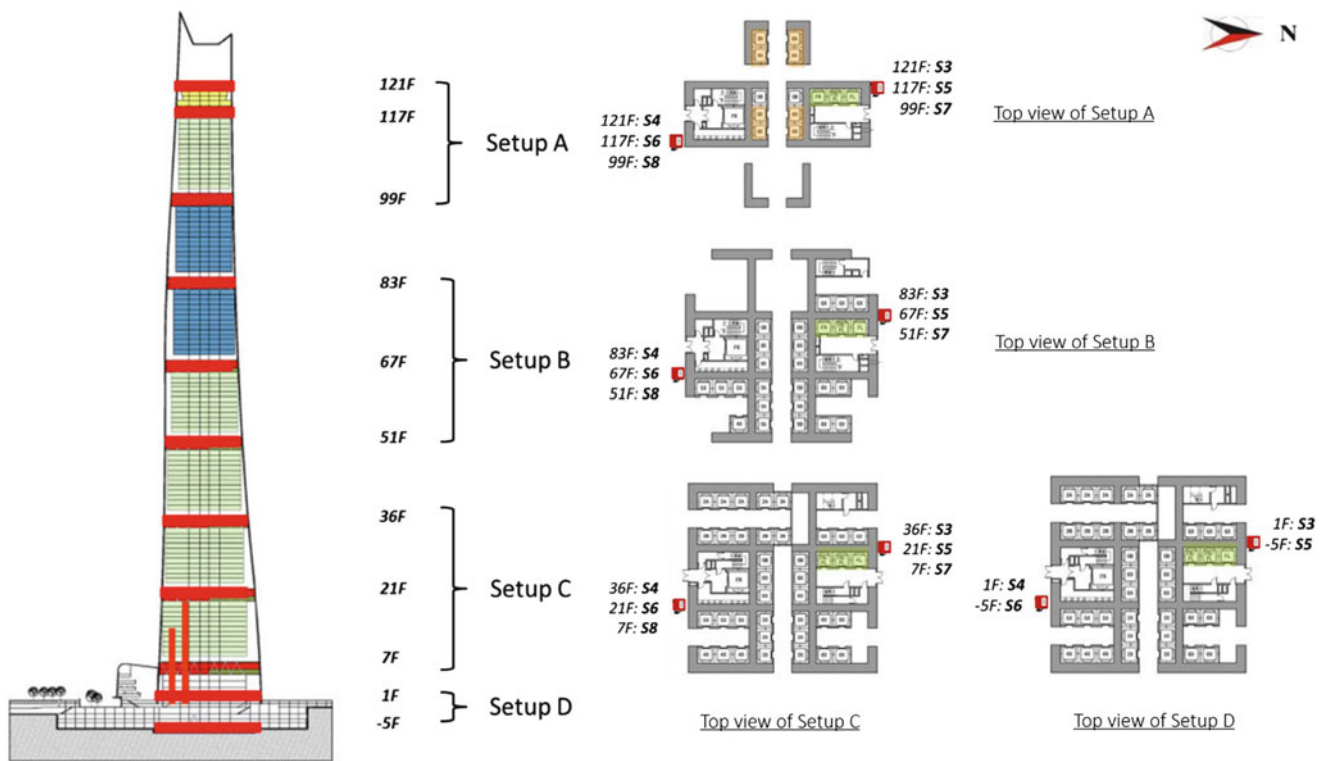 N
121F
117F
99F
83F
67F
51F
36F
21F
7F
1F
-5F
Setup A
Setup B
Setup C
Setup D
121F: S3
117F: S5
99F: S7
121F: S4
117F: S6
99F: S8
Top view of Setup A
83F: S3
67F: S5
51F: S7
83F: S4
67F: S6
51F: S8
Top view of Setup B
36F: S3
21F: S5
7F: S7
36F: S4
21F: S6
7F: S8
Top view of Setup C
1F: S3
-5F: S5
1F: S4
-5F: S6
Top view of Setup D